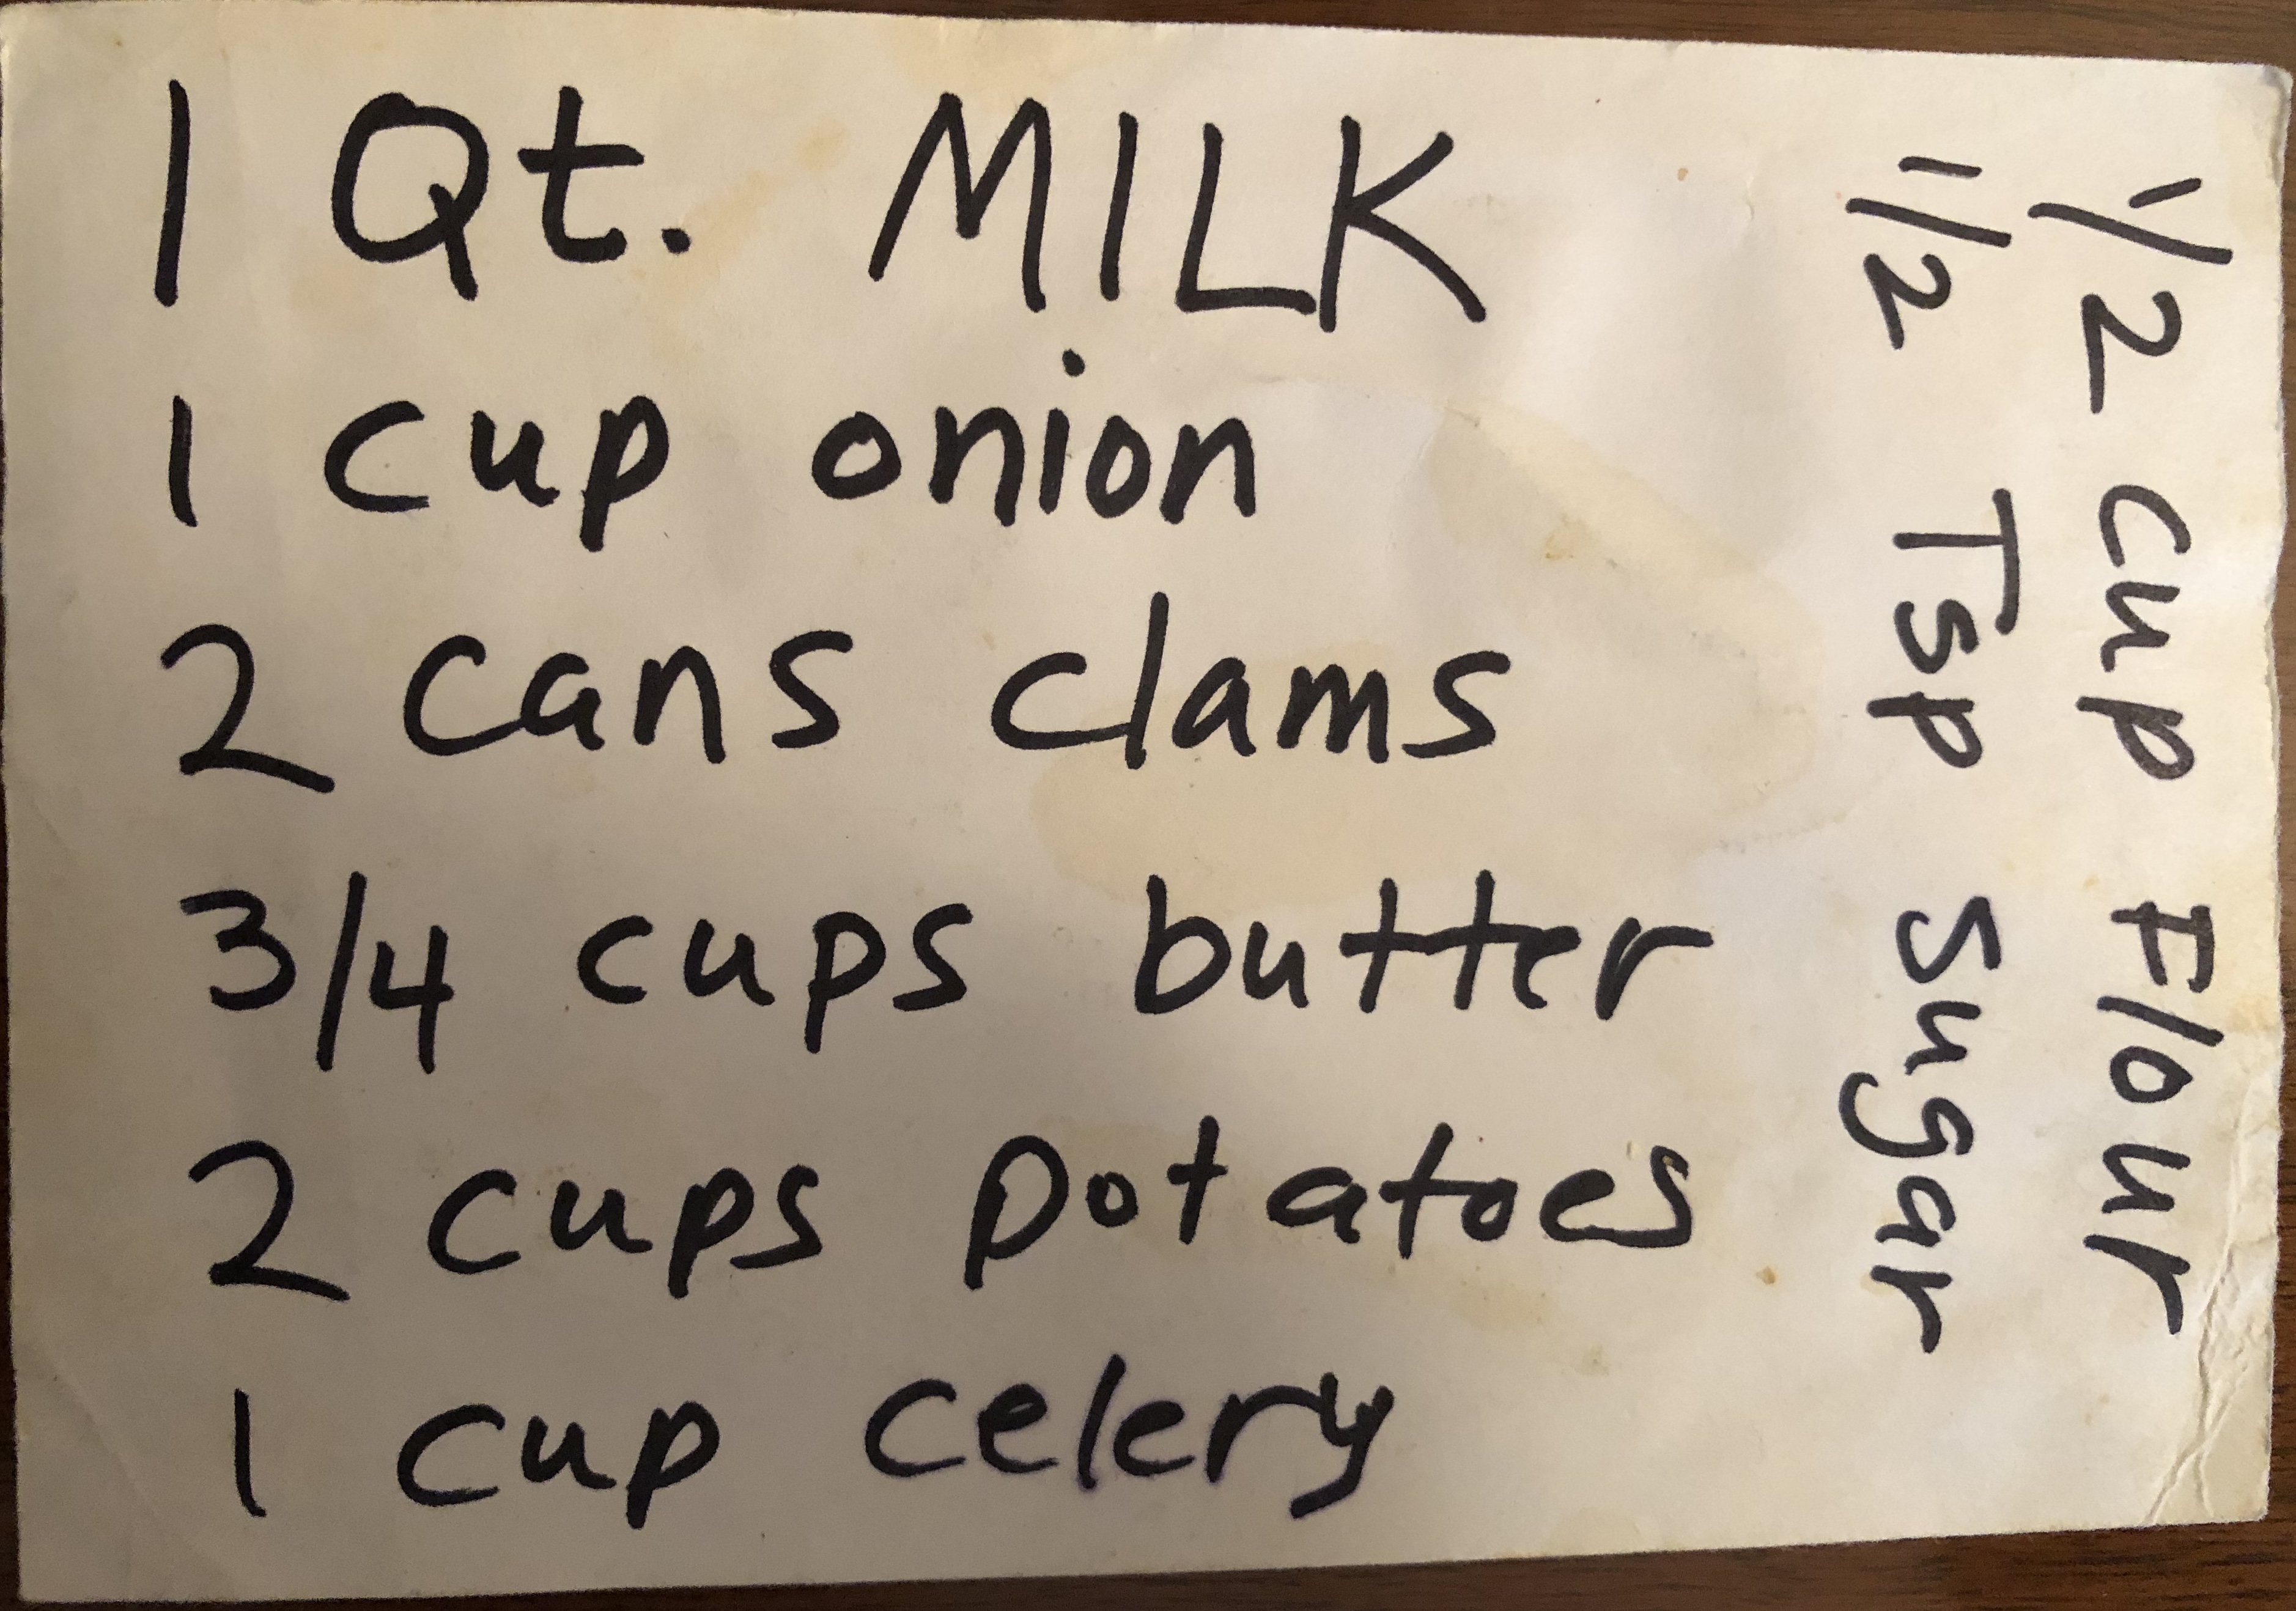 1 Qt. MILK
1 cup onion
2 cans clams
3/4 cups butter
2 cups potatoes
1 cup celery
1/2 cup Flour
1/2 Tsp Sugar